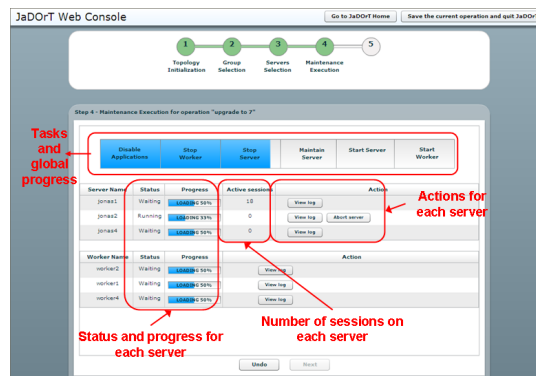 JaDOrT Web Console
Go to JaDOrT Home
Save the current operation and quit JaDOrT
1 2 3 4 5
Topology Initialization
Group Selection
Servers Selection
Maintenance Execution
Step 4 - Maintenance Execution for operation "upgrade to 7"
Tasks and global progress
Disable Applications
Stop Worker
Stop Server
Maintain Server
Start Server
Start Worker
Server Name Status Progress Active sessions Action
jonas1 Waiting LOADING 50% 18 View log
jonas2 Running LOADING 33% 0 View log Abort server
jonas4 Waiting LOADING 50% 0 View log
Actions for each server
Worker Name Status Progress Action
worker2 Waiting LOADING 50% View log
worker1 Waiting LOADING 50% View log
worker4 Waiting LOADING 50% View log
Status and progress for each server
Number of sessions on each server
Undo
Next